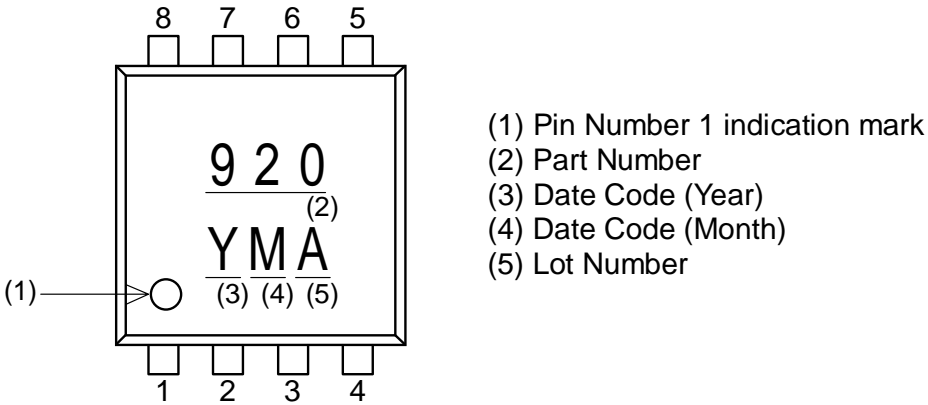 8 7 6 5
920
(2)
YMA
(3) (4) (5)
(1)
1 2 3 4
(1) Pin Number 1 indication mark
(2) Part Number
(3) Date Code (Year)
(4) Date Code (Month)
(5) Lot Number